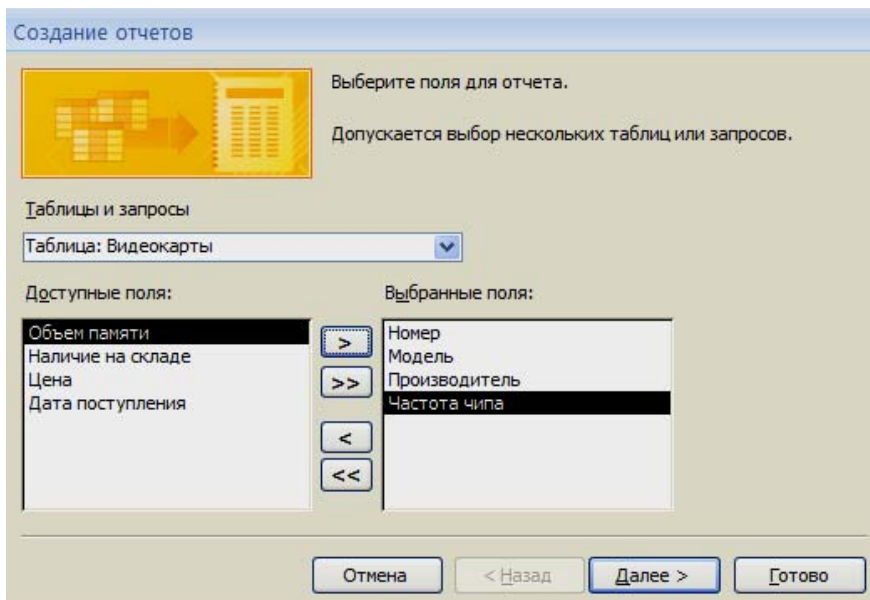 Создание отчетов
Выберите поля для отчета.
Допускается выбор нескольких таблиц или запросов.
Таблицы и запросы
Таблица: Видеокарты
Доступные поля:
Выбранные поля:
Объем памяти
Наличие на складе
Цена
Дата поступления
>
>>
<
<<
Номер
Модель
Производитель
Частота чипа
Отмена
< Назад
Далее >
Готово